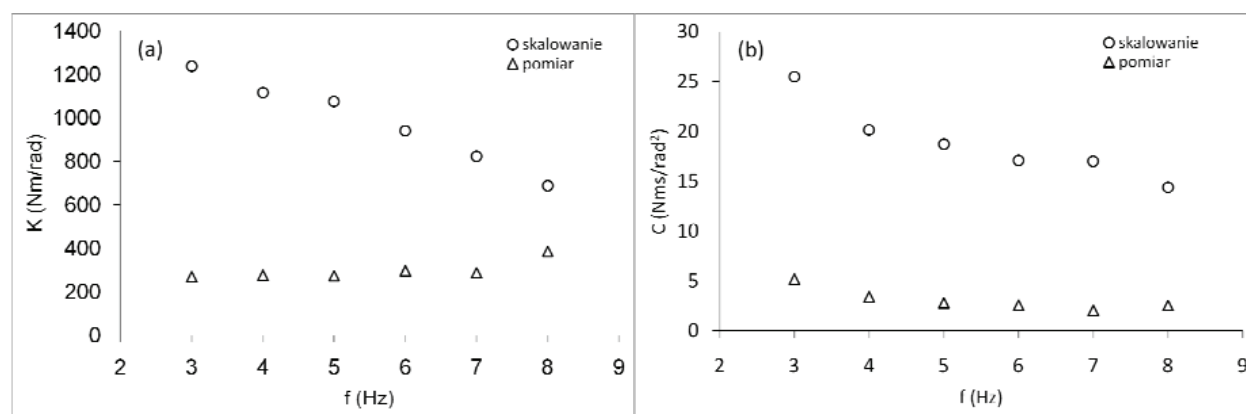 (a)
skalowanie
pomiar
K (Nm/rad)
1400
1200
1000
800
600
400
200
0
2 3 4 5 6 7 8 9
f (Hz)
(b)
skalowanie
pomiar
C (Nms/rad²)
30
25
20
15
10
5
0
2 3 4 5 6 7 8 9
f (Hz)